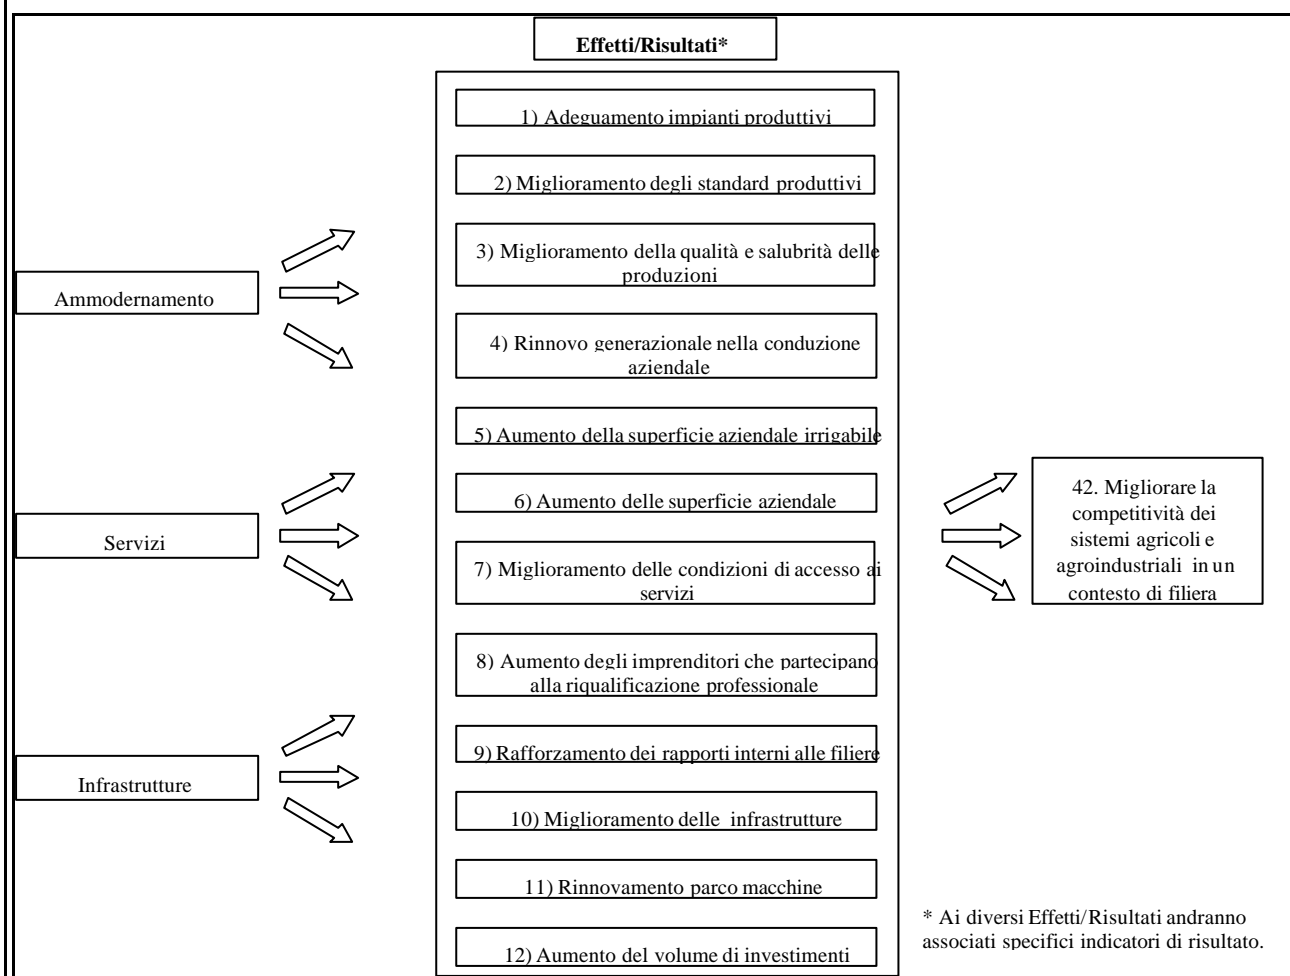 Effetti/Risultati*
1) Adeguamento impianti produttivi
2) Miglioramento degli standard produttivi
3) Miglioramento della qualità e salubrità delle
produzioni
Ammodernamento
4) Rinnovo generazionale nella conduzione
aziendale
5) Aumento della superficie aziendale irrigabile
6) Aumento delle superficie aziendale
Servizi
7) Miglioramento delle condizioni di accesso ai
servizi
42. Migliorare la
competitività dei
sistemi agricoli e
agroindustriali in un
contesto di filiera
8) Aumento degli imprenditori che partecipano
alla riqualificazione professionale
9) Rafforzamento dei rapporti interni alle filiere
Infrastrutture
10) Miglioramento delle infrastrutture
11) Rinnovamento parco macchine
12) Aumento del volume di investimenti
* Ai diversi Effetti/Risultati andranno
associati specifici indicatori di risultato.